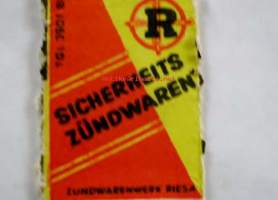 R
SICHERHEITS
ZÜNDWAREN
ZÜNDWARENWERK RIESA